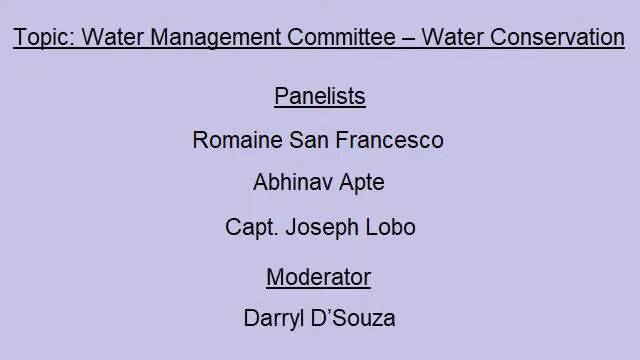 Topic: Water Management Committee – Water Conservation
Panelists
Romaine San Francesco
Abhinav Apte
Capt. Joseph Lobo
Moderator
Darryl D’Souza